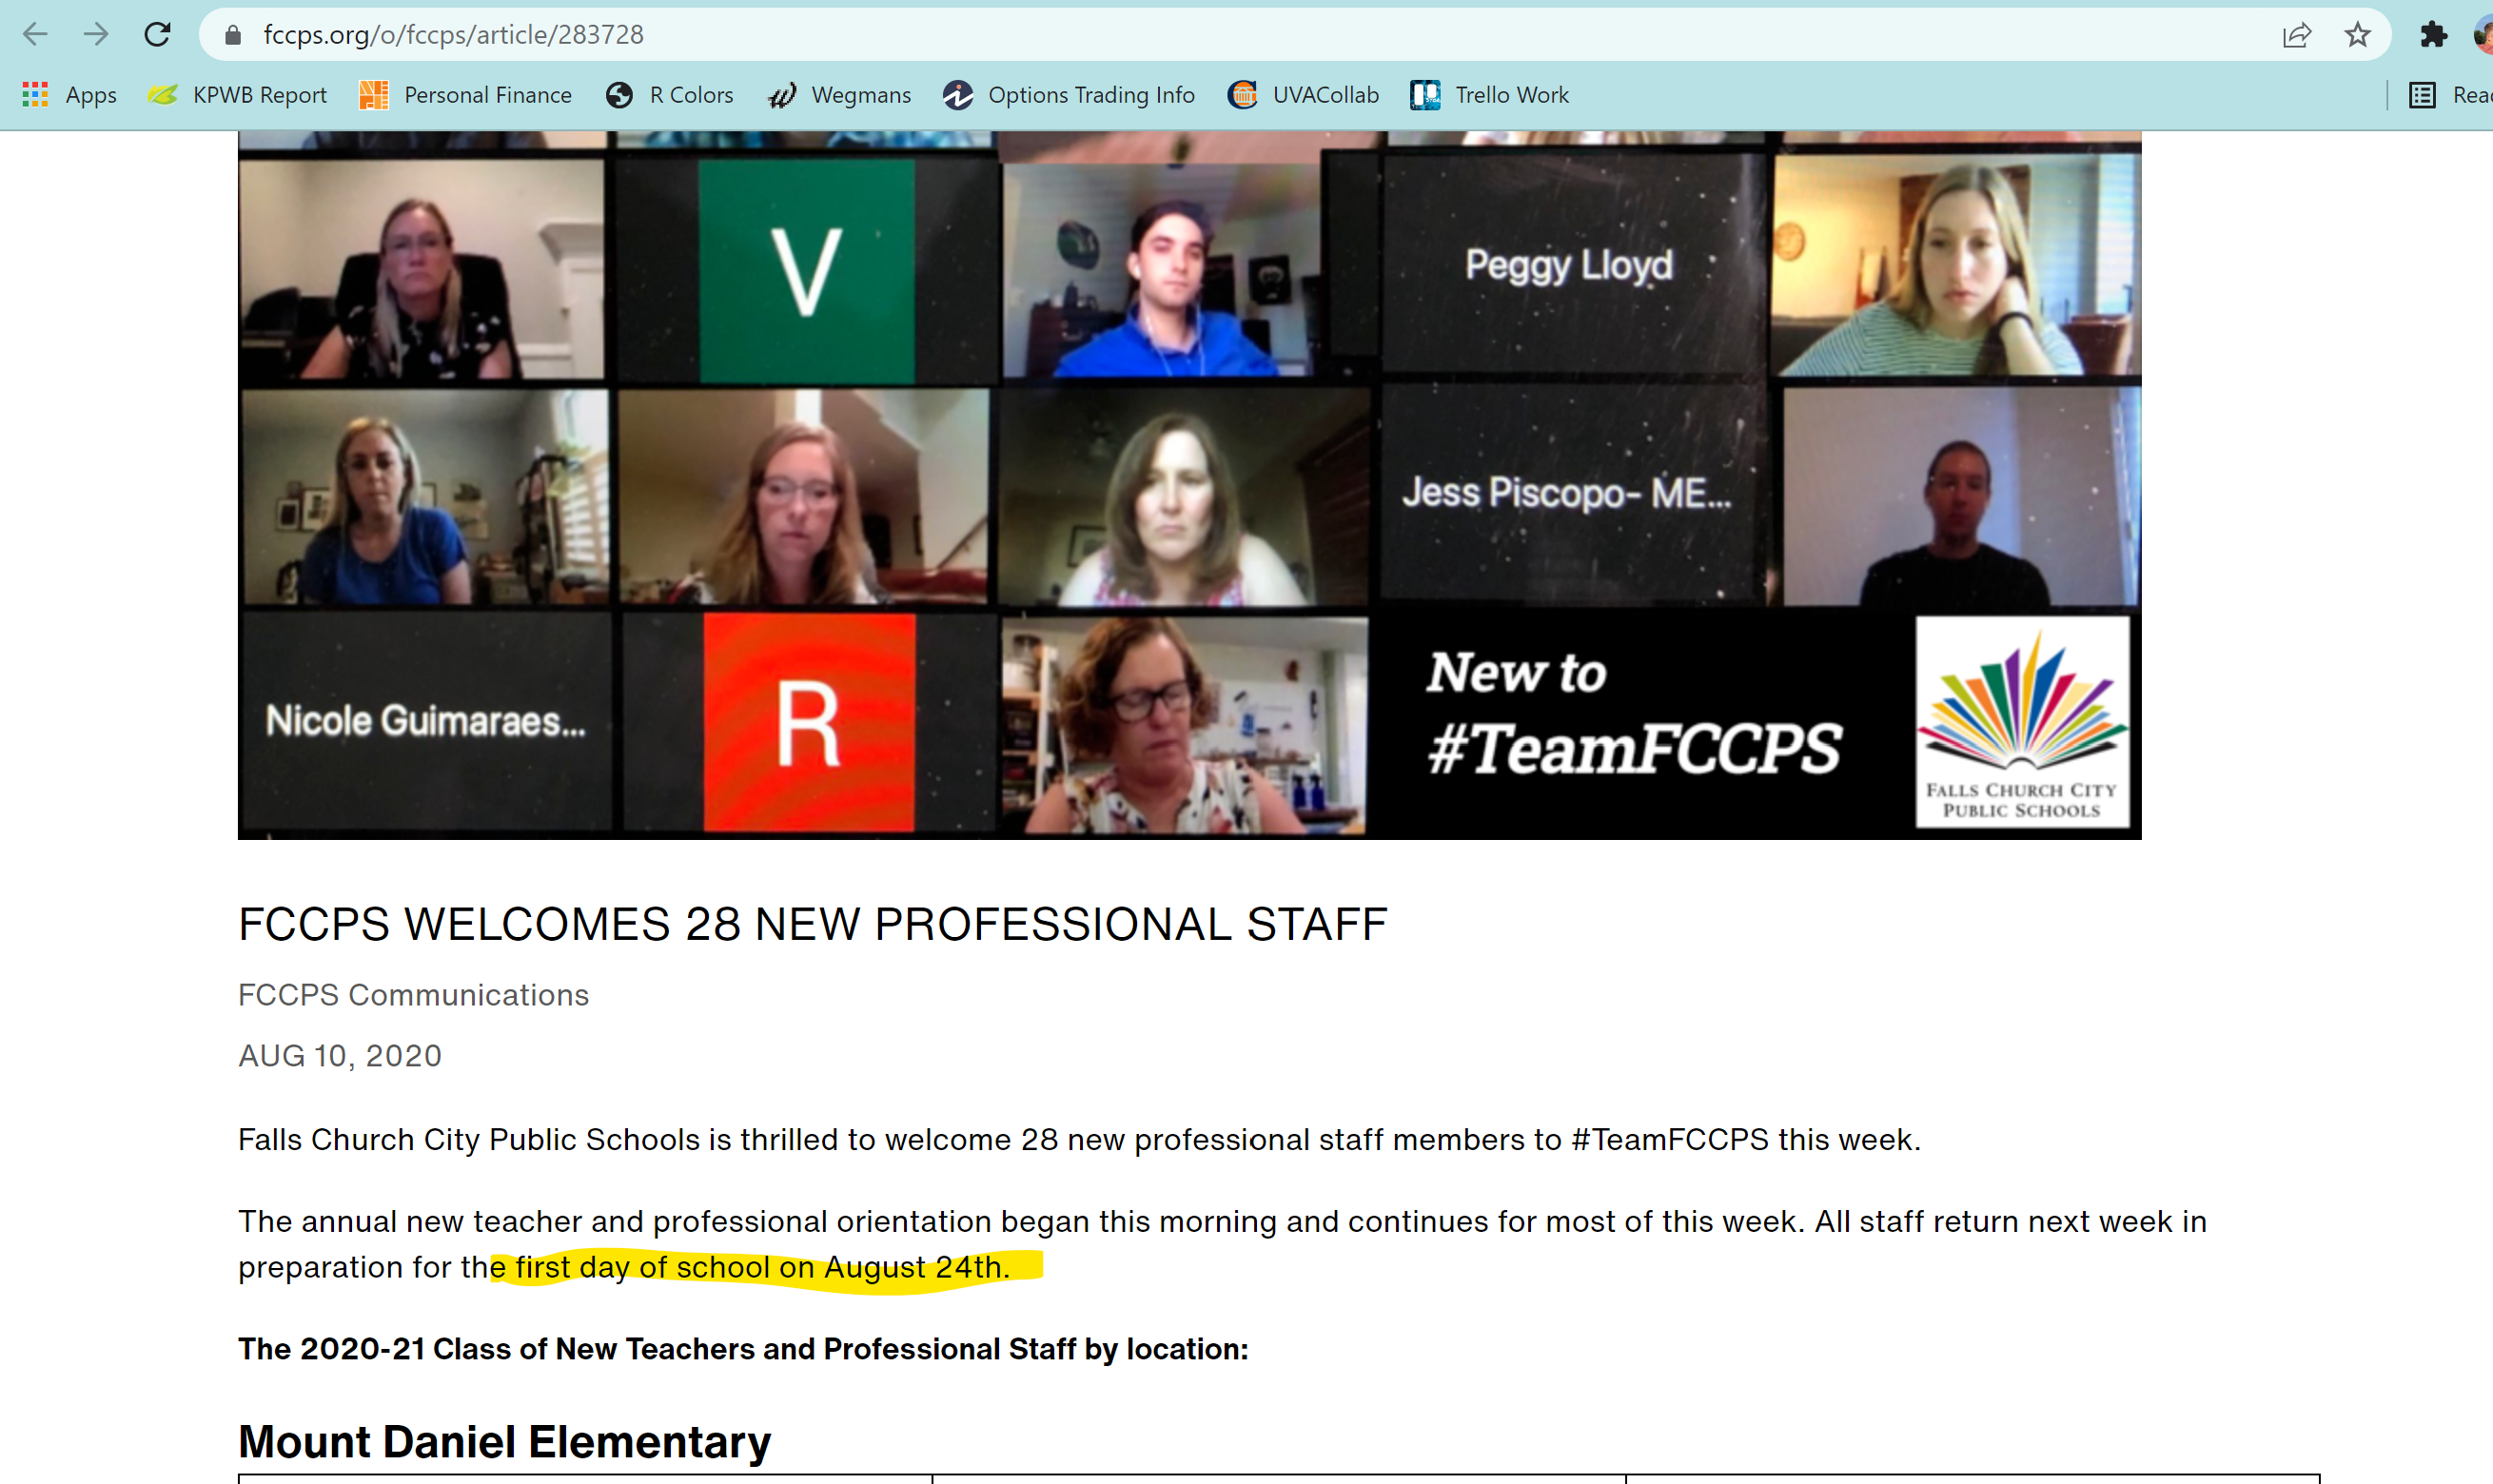 fccps.org/o/fccps/article/283728
Apps KPWB Report Personal Finance R Colors Wegmans Options Trading Info UVACollab Trello Work
V
Peggy Lloyd
Jess Piscopo- ME...
Nicole Guimaraes...
R
New to
#TeamFCCPS
FALLS CHURCH CITY
PUBLIC SCHOOLS
FCCPS WELCOMES 28 NEW PROFESSIONAL STAFF
FCCPS Communications
AUG 10, 2020
Falls Church City Public Schools is thrilled to welcome 28 new professional staff members to #TeamFCCPS this week.
The annual new teacher and professional orientation began this morning and continues for most of this week. All staff return next week in
preparation for the first day of school on August 24th.
The 2020-21 Class of New Teachers and Professional Staff by location:
Mount Daniel Elementary